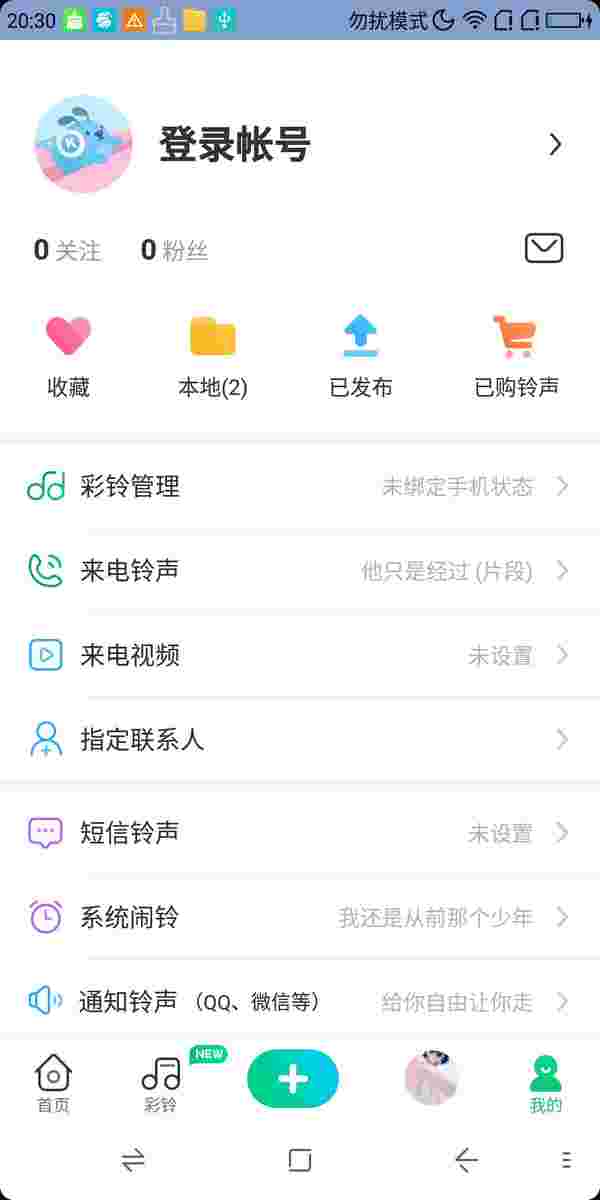 20:30 勿扰模式
登录帐号
0 关注 0 粉丝
收藏 本地(2) 已发布 已购铃声
彩铃管理 未绑定手机状态
来电铃声 他只是经过 (片段)
来电视频 未设置
指定联系人
短信铃声 未设置
系统闹铃 我还是从前那个少年
通知铃声（QQ、微信等） 给你自由让你走
NEW
首页 彩铃 我的